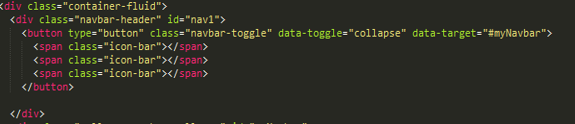 <div class="container-fluid">
<div class="navbar-header" id="nav1">
<button type="button" class="navbar-toggle" data-toggle="collapse" data-target="#myNavbar">
<span class="icon-bar"></span>
<span class="icon-bar"></span>
<span class="icon-bar"></span>
</button>
</div>